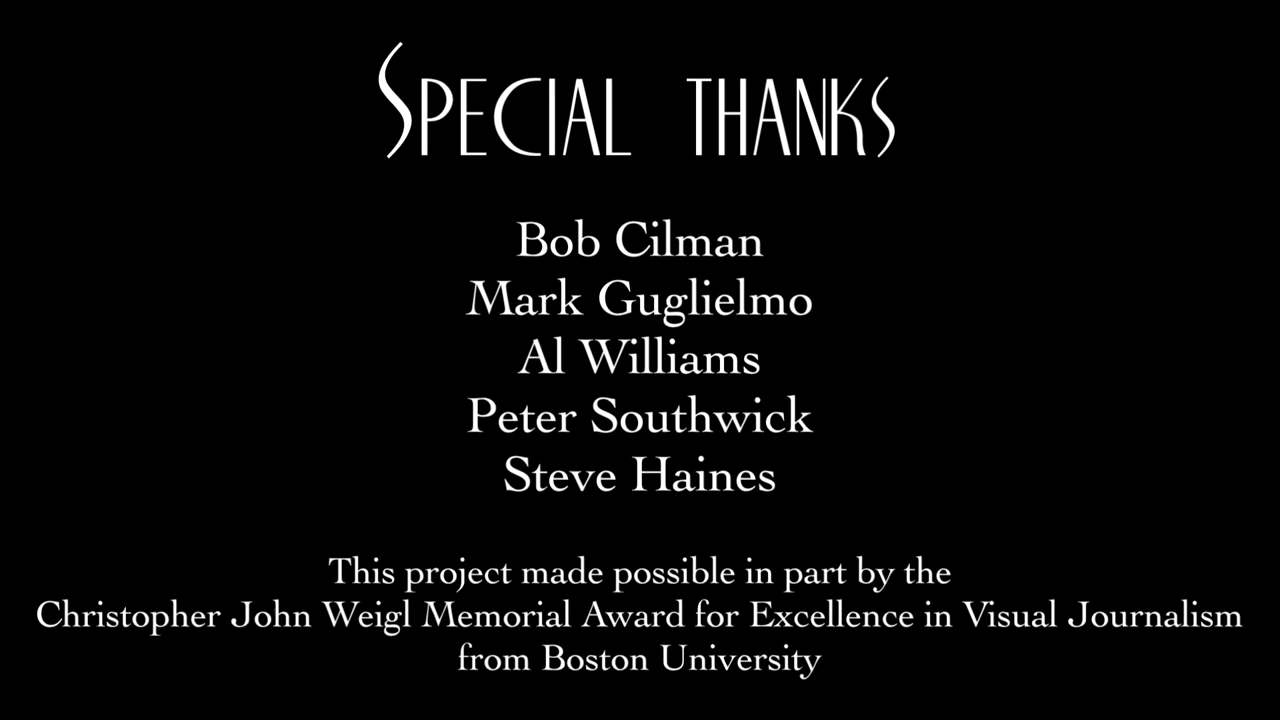 Special thanks
Bob Cilman
Mark Guglielmo
Al Williams
Peter Southwick
Steve Haines
This project made possible in part by the
Christopher John Weigl Memorial Award for Excellence in Visual Journalism
from Boston University